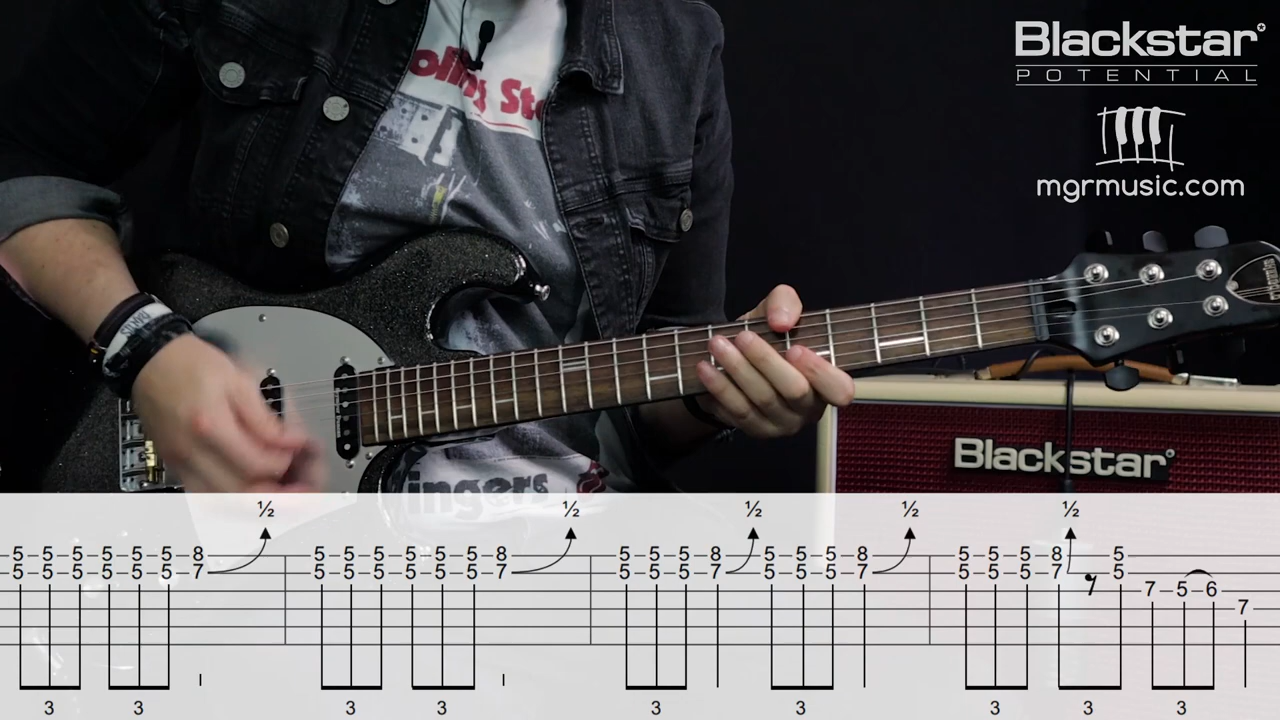 Blackstar
POTENTIAL
mgrmusic.com
olling Sto
Blackstar
ingers
½ ½ ½ ½ ½
5 5 5 5 5 5 8 5 5 5 5 5 5 8 5 5 5 8 5 5 5 8 5 5 5 8 5
5 5 5 5 5 5 7 5 5 5 5 5 5 7 5 5 5 7 5 5 5 7 5 5 5 7 5
7 5 6
7
3 3 3 3 3 3 3 3 3